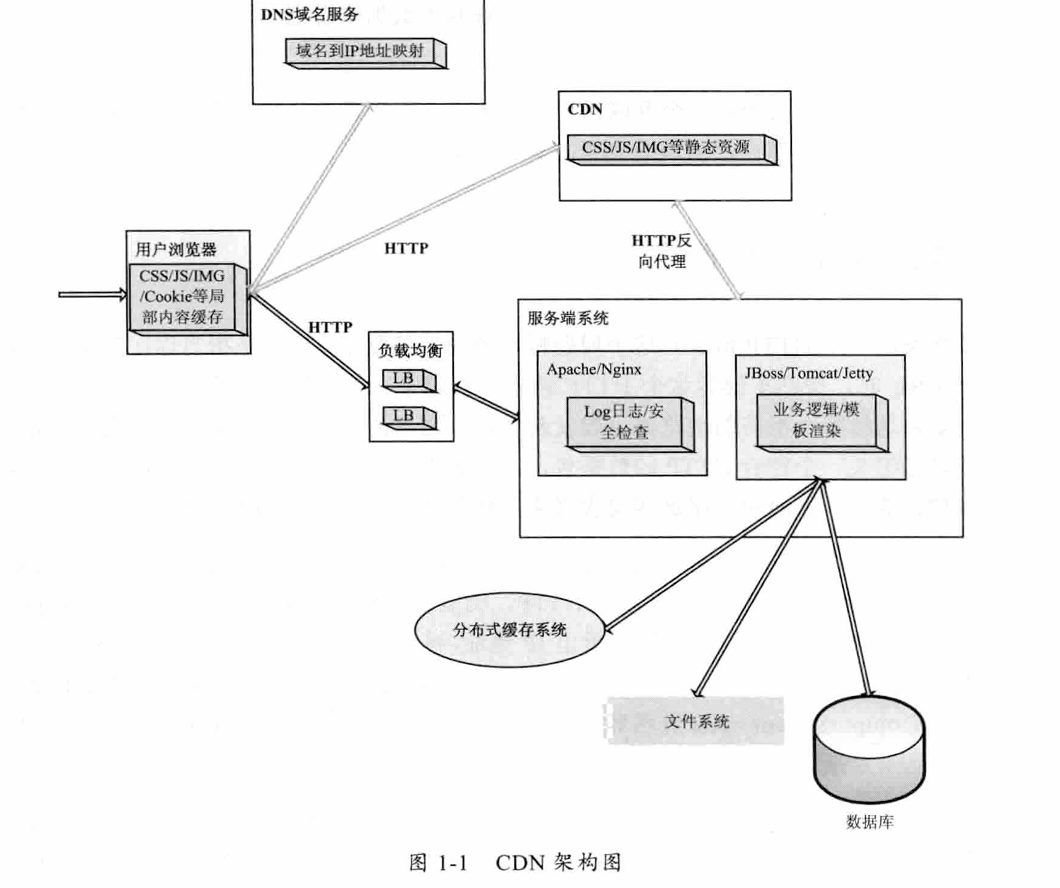 DNS域名服务
域名到IP地址映射
CDN
CSS/JS/IMG等静态资源
HTTP
HTTP反
向代理
用户浏览器
CSS/JS/IMG
/Cookie等局
部内容缓存
HTTP
负载均衡
LB
LB
服务端系统
Apache/Nginx
Log日志/安
全检查
JBoss/Tomcat/Jetty
业务逻辑/模
板渲染
分布式缓存系统
文件系统
数据库
图 1-1 CDN 架构图